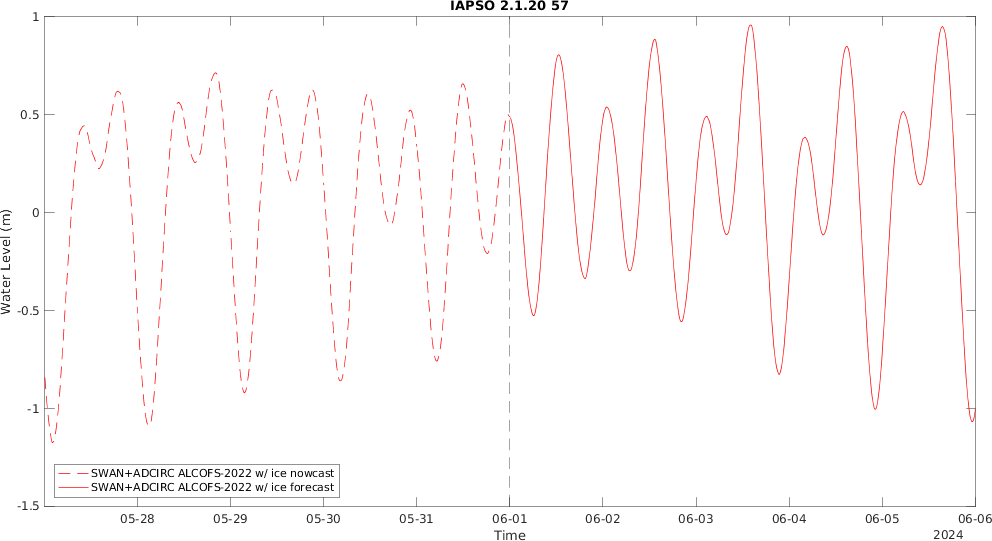 IAPSO 2.1.20 57
1
0.5
0
-0.5
-1
-1.5
Water Level (m)
SWAN+ADCIRC ALCOFS-2022 w/ ice nowcast
SWAN+ADCIRC ALCOFS-2022 w/ ice forecast
05-28 05-29 05-30 05-31 06-01 06-02 06-03 06-04 06-05 06-06
Time
2024